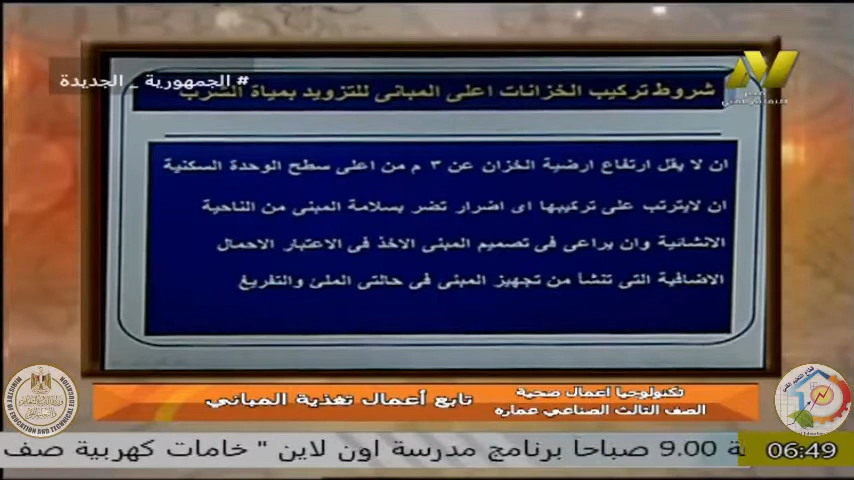 # الجمهورية _ الجديدة
شروط تركيب الخزانات اعلى المبانى للتزويد بمياة الشرب
ان لا يقل ارتفاع ارضية الخزان عن ٣ م من اعلى سطح الوحدة السكنية
ان لايترتب على تركيبها اى اضرار تضر بسلامة المبنى من الناحية
الانشائية وان يراعى فى تصميم المبنى الاخذ فى الاعتبار الاحمال
الاضافية التى تنشأ من تجهيز المبنى فى حالتى الملئ والتفريغ
تكنولوجيا اعمال صحية
الصف الثالث الصناعي عماره
تابع أعمال تغذية المباني
9.00 صباحا برنامج مدرسة اون لاين " خامات كهربية صف
06:49